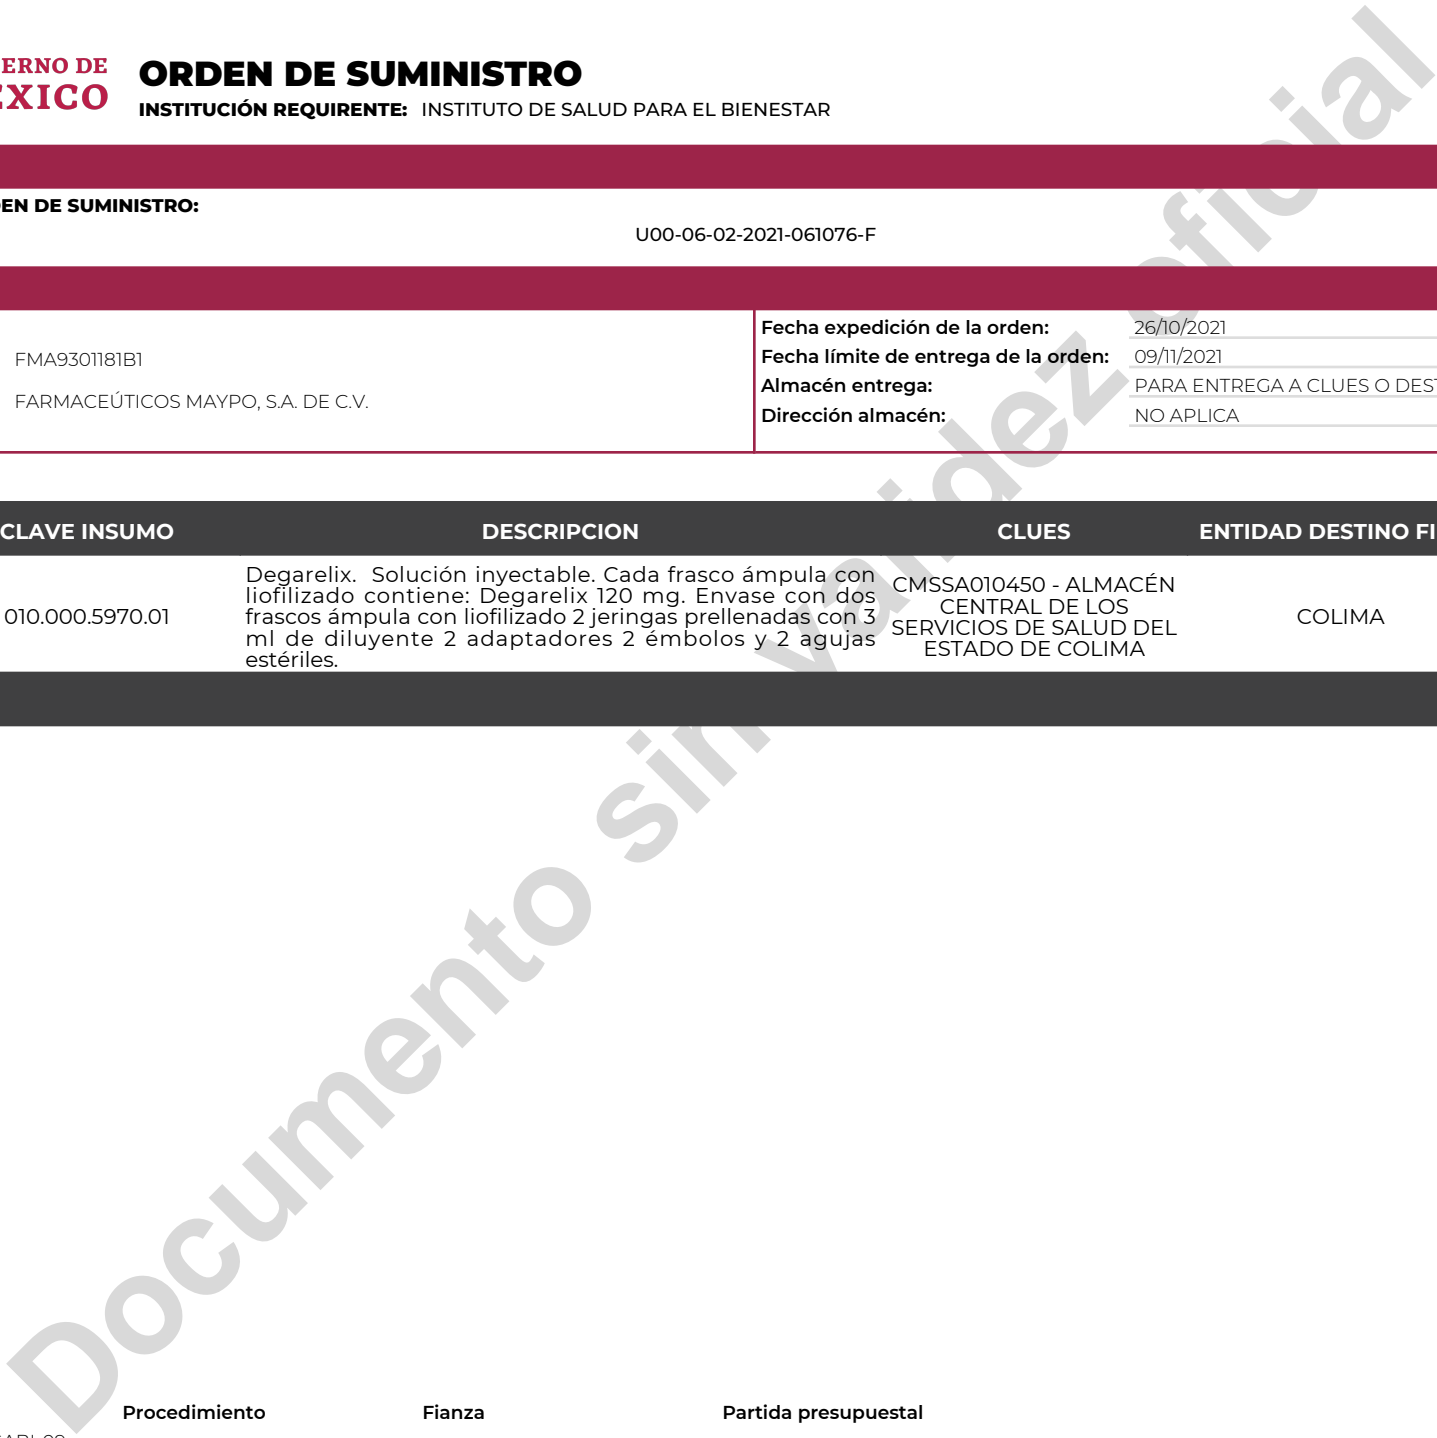 ERNO DE
ÉXICO
ORDEN DE SUMINISTRO
INSTITUCIÓN REQUIRENTE: INSTITUTO DE SALUD PARA EL BIENESTAR
EN DE SUMINISTRO:
U00-06-02-2021-061076-F
FMA9301181B1
FARMACEÚTICOS MAYPO, S.A. DE C.V.
Fecha expedición de la orden: 26/10/2021
Fecha límite de entrega de la orden: 09/11/2021
Almacén entrega: PARA ENTREGA A CLUES O DEST
Dirección almacén: NO APLICA
CLAVE INSUMO DESCRIPCION CLUES ENTIDAD DESTINO FI
010.000.5970.01
Degarelix. Solución inyectable. Cada frasco ámpula con
liofilizado contiene: Degarelix 120 mg. Envase con dos
frascos ámpula con liofilizado 2 jeringas prellenadas con 3
ml de diluyente 2 adaptadores 2 émbolos y 2 agujas
estériles.
CMSSA010450 - ALMACÉN
CENTRAL DE LOS
SERVICIOS DE SALUD DEL
ESTADO DE COLIMA
COLIMA
Documento sin validez oficial
Procedimiento Fianza Partida presupuestal